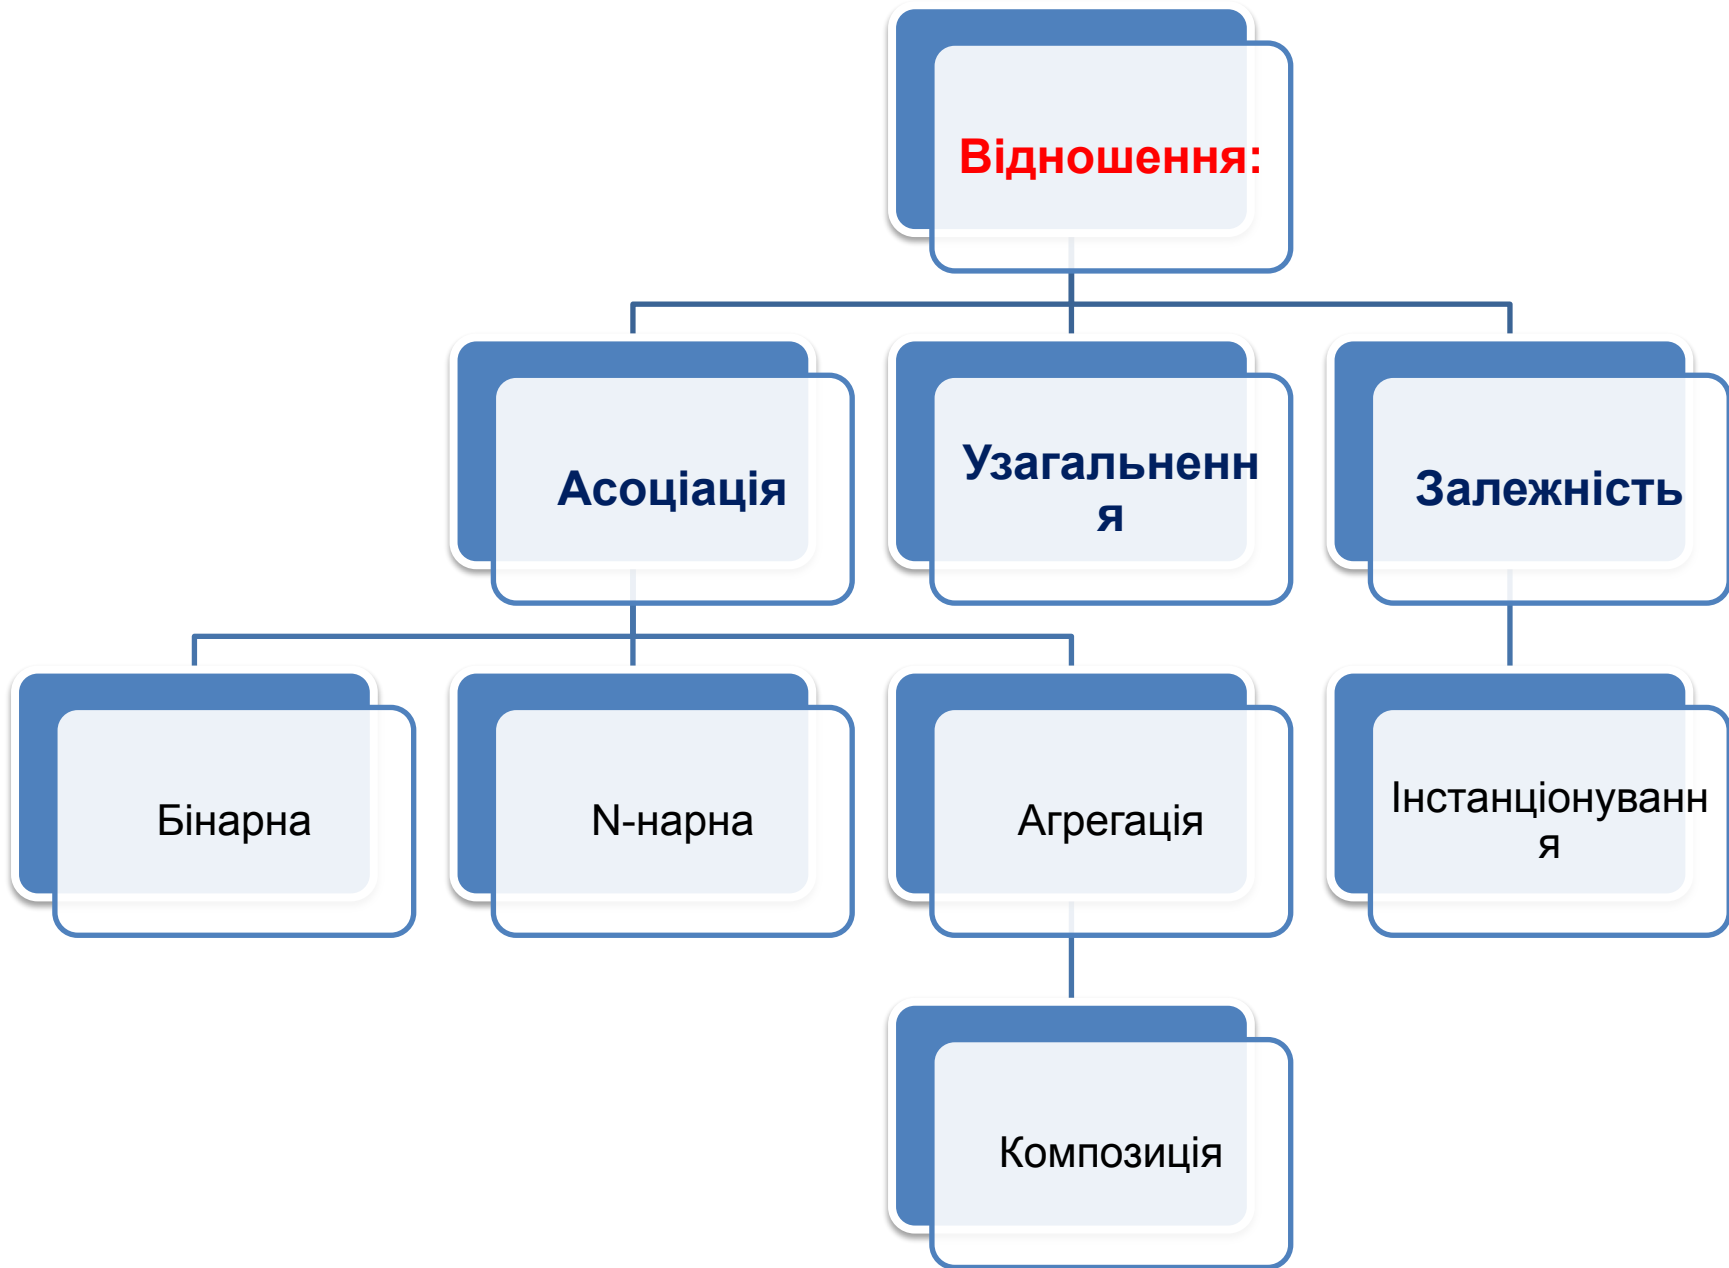 Відношення:
Асоціація
Узагальненн
я
Залежність
Бінарна
N-нарна
Агрегація
Інстанціонуванн
я
Композиція